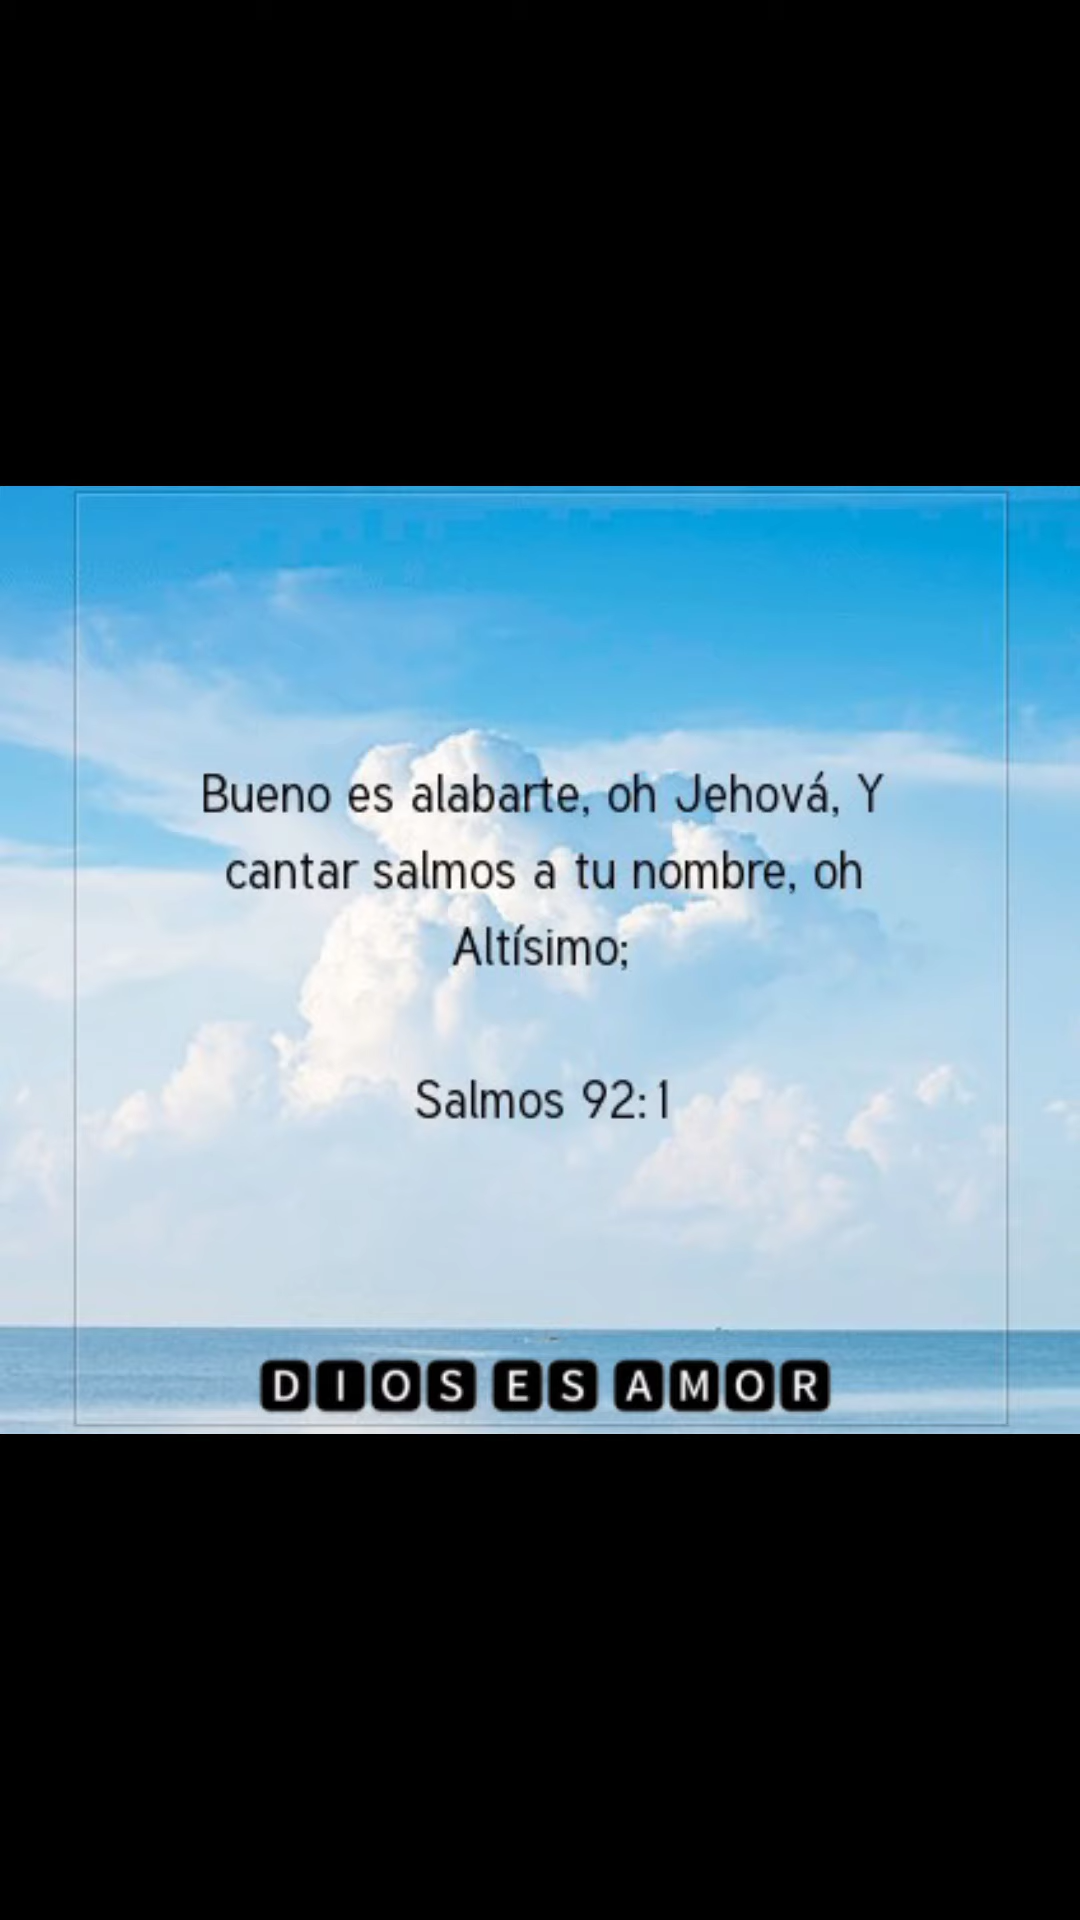 Bueno es alabarte, oh Jehová, Y
cantar salmos a tu nombre, oh
Altísimo;
Salmos 92:1
DIOS ES AMOR